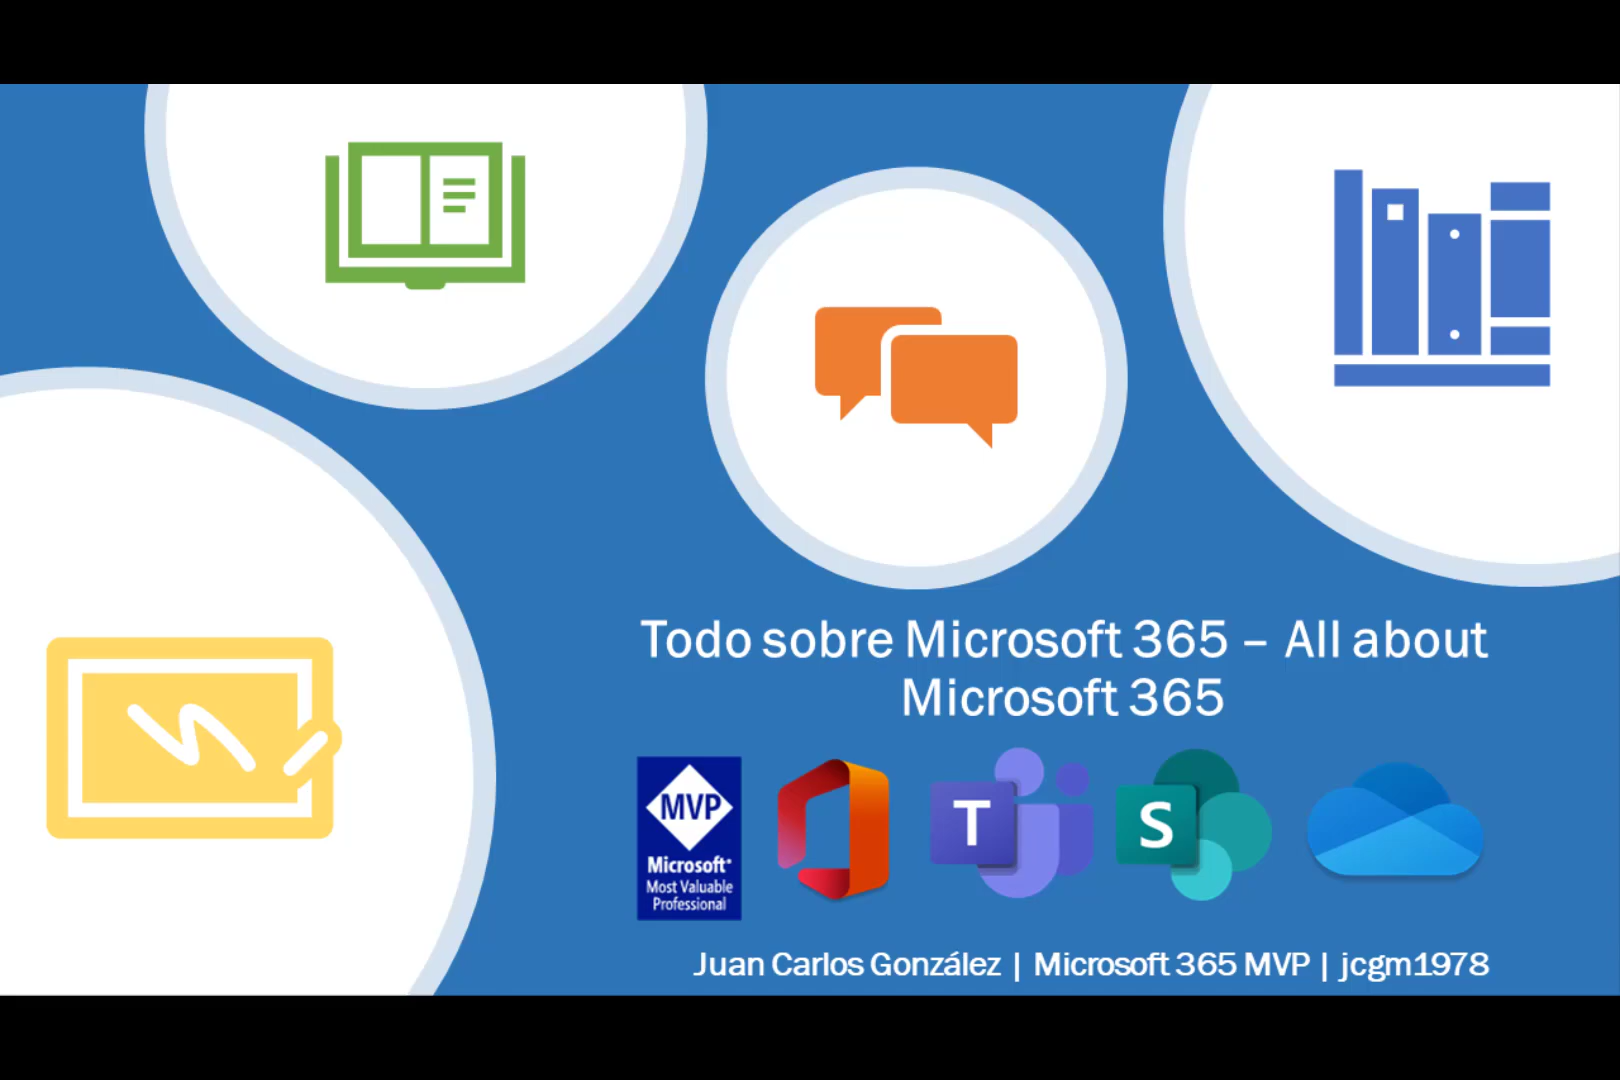 Todo sobre Microsoft 365 – All about
Microsoft 365
MVP
Microsoft®
Most Valuable
Professional
T
S
Juan Carlos González | Microsoft 365 MVP | jcgm1978